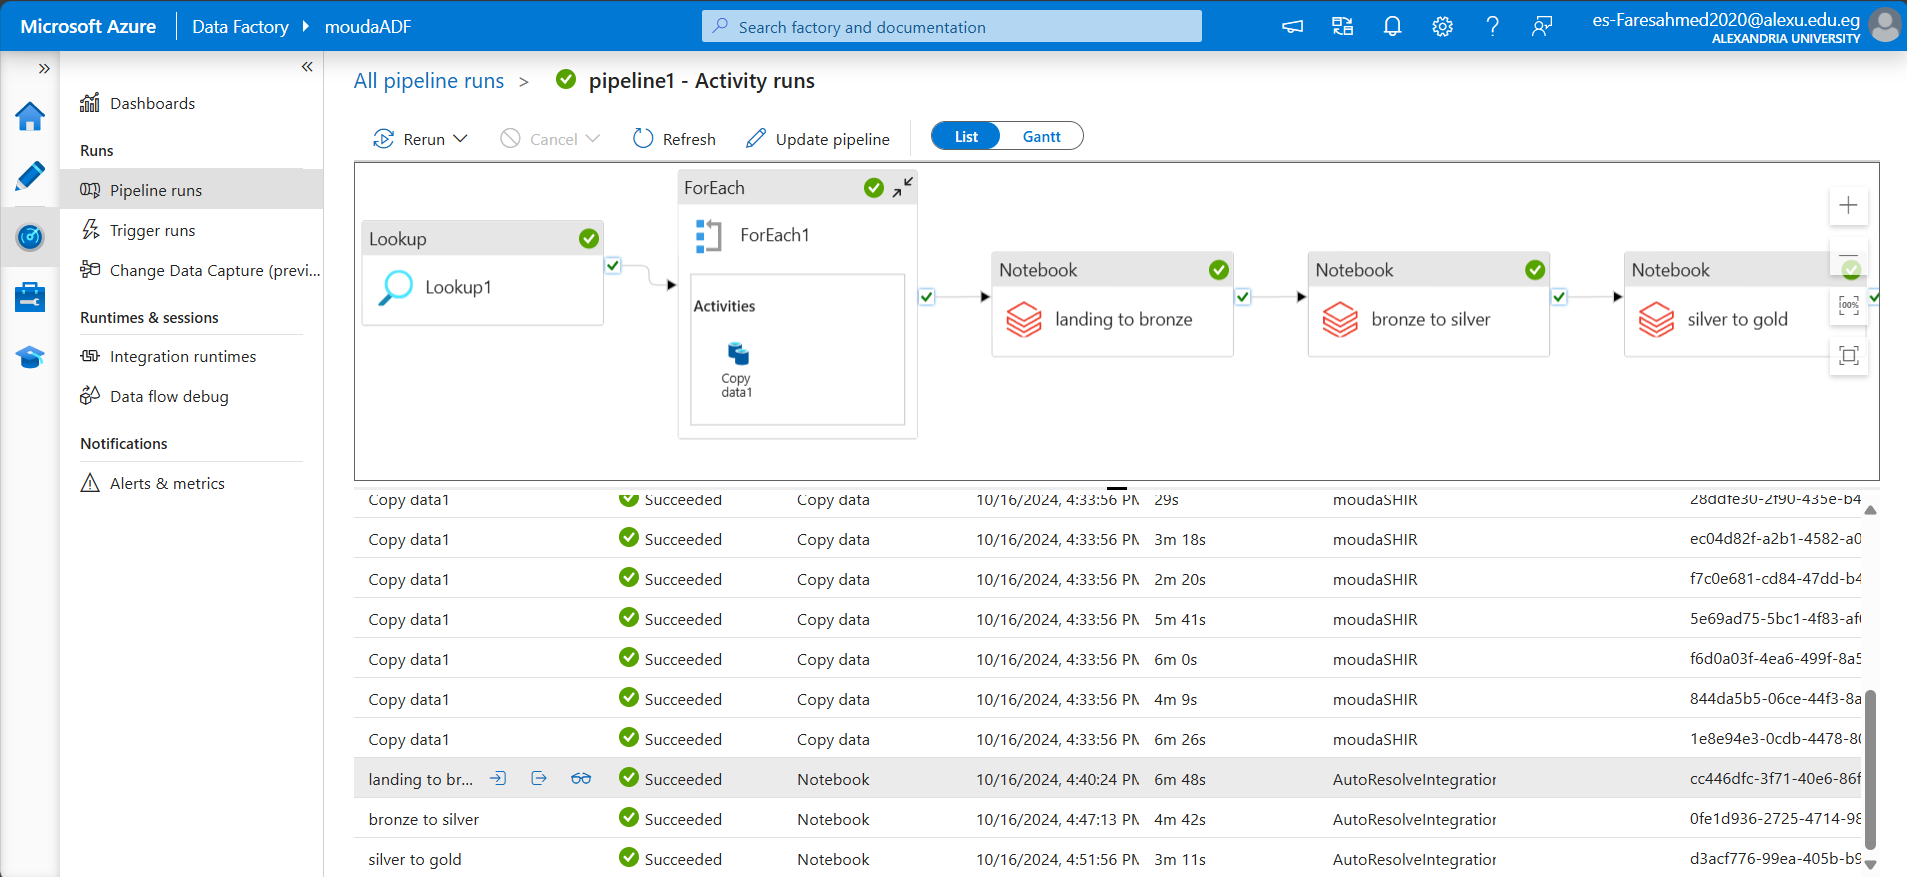 Microsoft Azure
Data Factory
moudaADF
Search factory and documentation
es-Faresahmed2020@alexu.edu.eg
ALEXANDRIA UNIVERSITY
Dashboards
Runs
Pipeline runs
Trigger runs
Change Data Capture (previ...
Runtimes & sessions
Integration runtimes
Data flow debug
Notifications
Alerts & metrics
All pipeline runs > pipeline1 - Activity runs
Rerun
Cancel
Refresh
Update pipeline
List
Gantt
Lookup
Lookup1
ForEach
ForEach1
Activities
Copy
data1
Notebook
landing to bronze
Notebook
bronze to silver
Notebook
silver to gold
100%
Copy data1 Succeeded Copy data 10/16/2024, 4:33:56 PM 29s moudaSHIR 28ddfe30-2f90-435e-b4
Copy data1 Succeeded Copy data 10/16/2024, 4:33:56 PM 3m 18s moudaSHIR ec04d82f-a2b1-4582-a0
Copy data1 Succeeded Copy data 10/16/2024, 4:33:56 PM 2m 20s moudaSHIR f7c0e681-cd84-47dd-b4
Copy data1 Succeeded Copy data 10/16/2024, 4:33:56 PM 5m 41s moudaSHIR 5e69ad75-5bc1-4f83-af
Copy data1 Succeeded Copy data 10/16/2024, 4:33:56 PM 6m 0s moudaSHIR f6d0a03f-4ea6-499f-8a5
Copy data1 Succeeded Copy data 10/16/2024, 4:33:56 PM 4m 9s moudaSHIR 844da5b5-06ce-44f3-8a
Copy data1 Succeeded Copy data 10/16/2024, 4:33:56 PM 6m 26s moudaSHIR 1e8e94e3-0cdb-4478-80
landing to br... Succeeded Notebook 10/16/2024, 4:40:24 PM 6m 48s AutoResolveIntegration cc446dfc-3f71-40e6-86f
bronze to silver Succeeded Notebook 10/16/2024, 4:47:13 PM 4m 42s AutoResolveIntegration 0fe1d936-2725-4714-98
silver to gold Succeeded Notebook 10/16/2024, 4:51:56 PM 3m 11s AutoResolveIntegration d3acf776-99ea-405b-b9